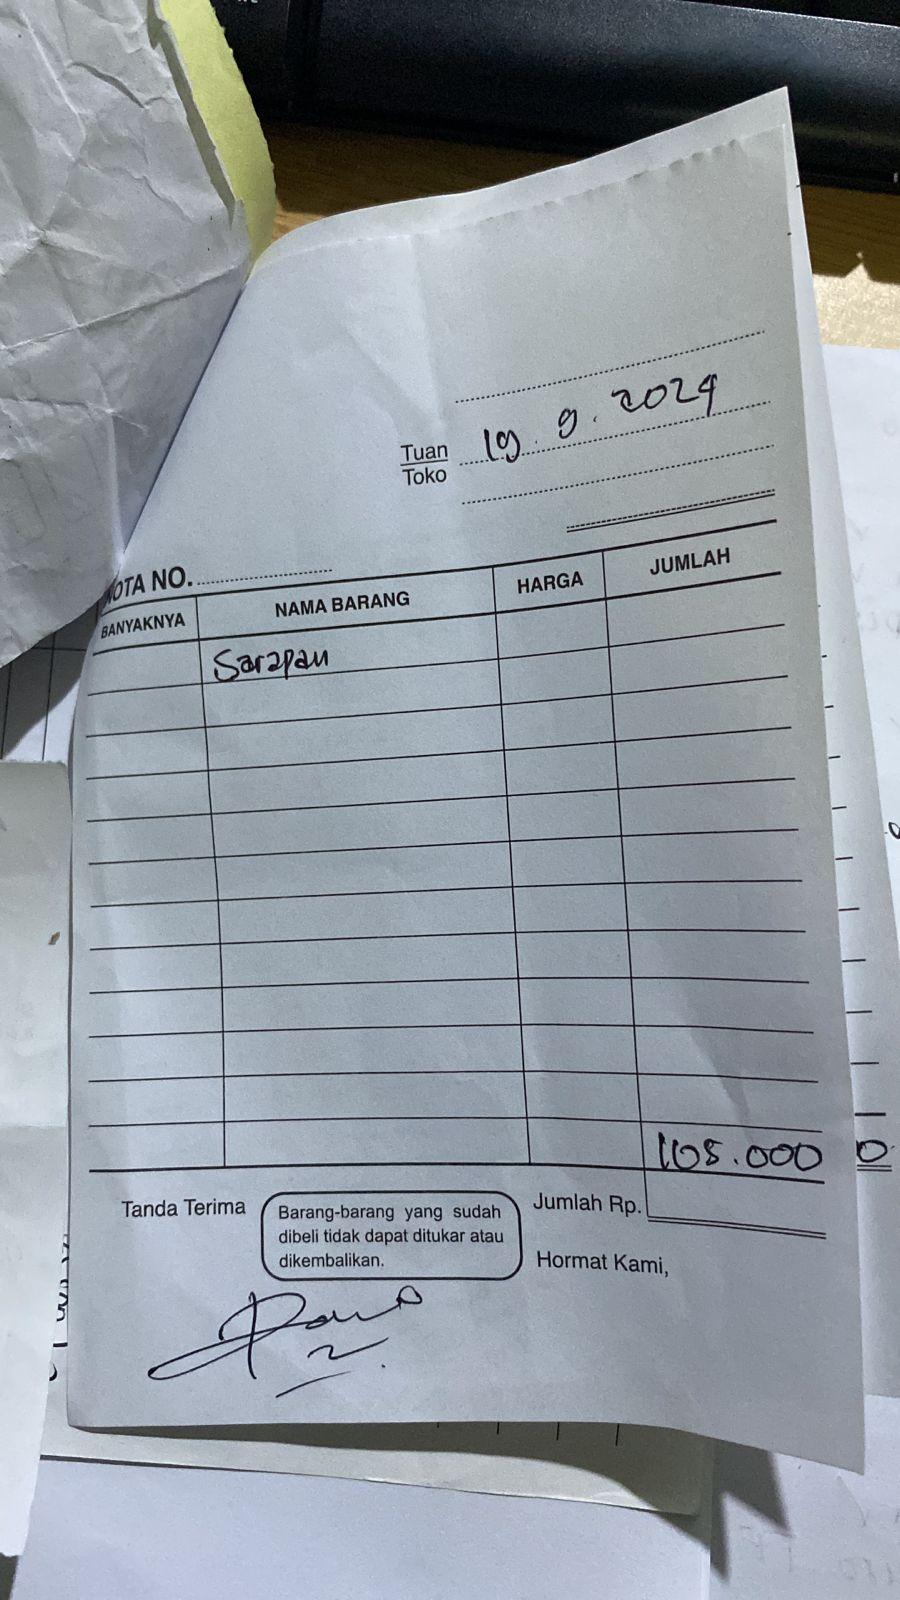 19. 9. 2024
Tuan
Toko
NOTA NO.
BANYAKNYA NAMA BARANG HARGA JUMLAH
Sarapan
105.000
Tanda Terima
Barang-barang yang sudah
dibeli tidak dapat ditukar atau
dikembalikan.
Jumlah Rp.
Hormat Kami,